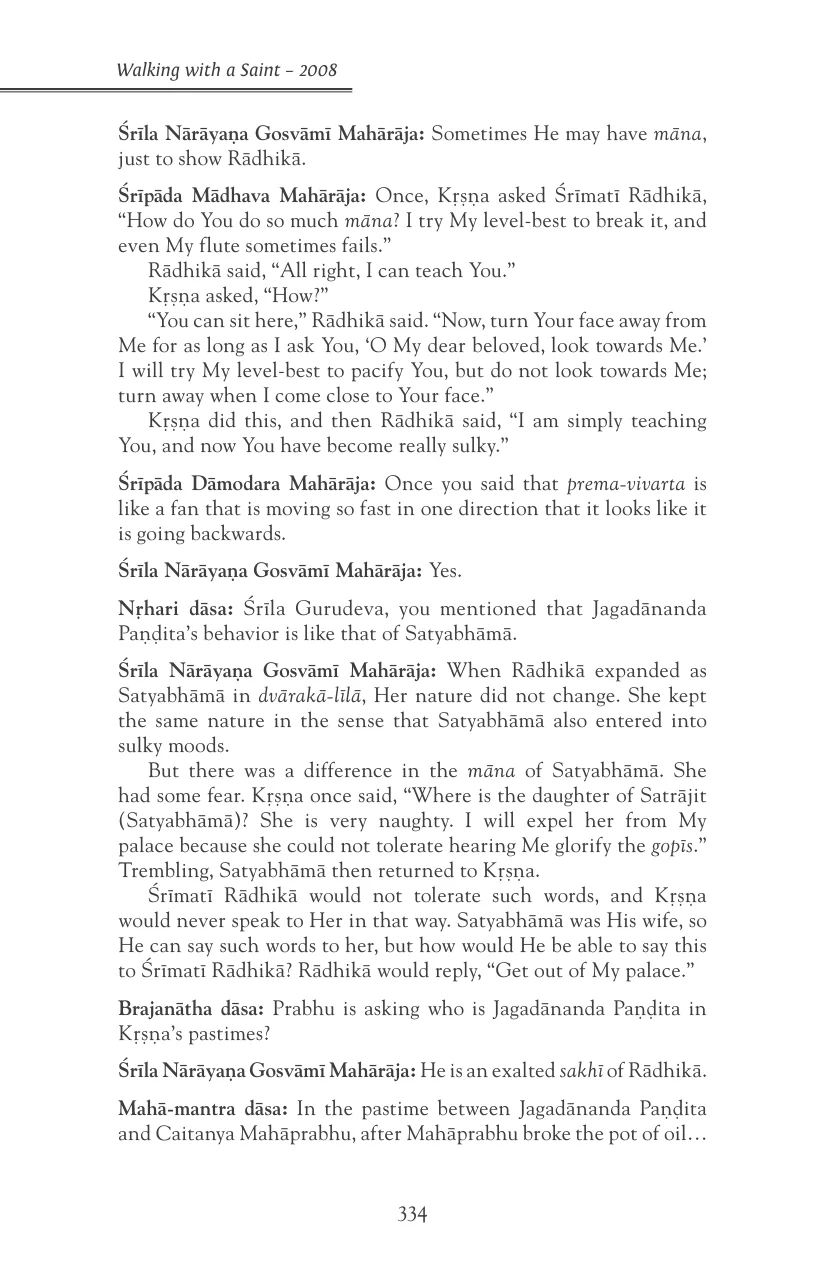 Walking with a Saint – 2008
Śrīla Nārāyaṇa Gosvāmī Mahārāja: Sometimes He may have māna,
just to show Rādhikā.
Śrīpāda Mādhava Mahārāja: Once, Kṛṣṇa asked Śrīmatī Rādhikā,
“How do You do so much māna? I try My level-best to break it, and
even My flute sometimes fails.”
Rādhikā said, “All right, I can teach You.”
Kṛṣṇa asked, “How?”
“You can sit here,” Rādhikā said. “Now, turn Your face away from
Me for as long as I ask You, ‘O My dear beloved, look towards Me.’
I will try My level-best to pacify You, but do not look towards Me;
turn away when I come close to Your face.”
Kṛṣṇa did this, and then Rādhikā said, “I am simply teaching
You, and now You have become really sulky.”
Śrīpāda Dāmodara Mahārāja: Once you said that prema-vivarta is
like a fan that is moving so fast in one direction that it looks like it
is going backwards.
Śrīla Nārāyaṇa Gosvāmī Mahārāja: Yes.
Nṛhari dāsa: Śrīla Gurudeva, you mentioned that Jagadānanda
Paṇḍita’s behavior is like that of Satyabhāmā.
Śrīla Nārāyaṇa Gosvāmī Mahārāja: When Rādhikā expanded as
Satyabhāmā in dvārakā-līlā, Her nature did not change. She kept
the same nature in the sense that Satyabhāmā also entered into
sulky moods.
But there was a difference in the māna of Satyabhāmā. She
had some fear. Kṛṣṇa once said, “Where is the daughter of Satrājit
(Satyabhāmā)? She is very naughty. I will expel her from My
palace because she could not tolerate hearing Me glorify the gopīs.”
Trembling, Satyabhāmā then returned to Kṛṣṇa.
Śrīmatī Rādhikā would not tolerate such words, and Kṛṣṇa
would never speak to Her in that way. Satyabhāmā was His wife, so
He can say such words to her, but how would He be able to say this
to Śrīmatī Rādhikā? Rādhikā would reply, “Get out of My palace.”
Brajanātha dāsa: Prabhu is asking who is Jagadānanda Paṇḍita in
Kṛṣṇa’s pastimes?
Śrīla Nārāyaṇa Gosvāmī Mahārāja: He is an exalted sakhī of Rādhikā.
Mahā-mantra dāsa: In the pastime between Jagadānanda Paṇḍita
and Caitanya Mahāprabhu, after Mahāprabhu broke the pot of oil…
334